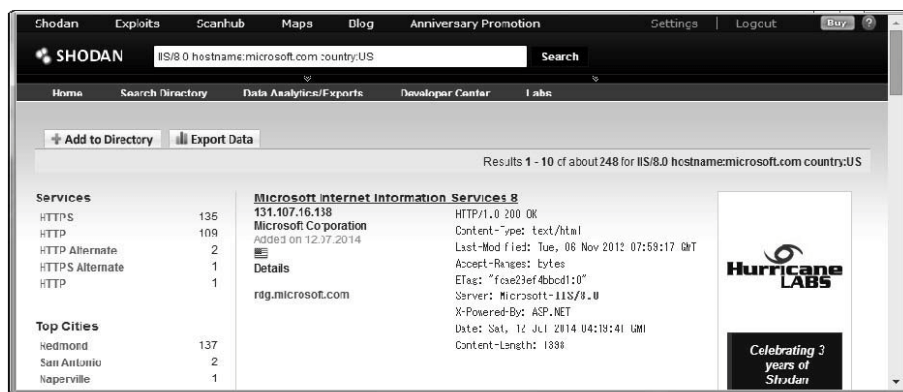 Shodan Exploits Scanhub Maps Blog Anniversary Promotion Settings | Logout Buy ?
SHODAN IIS/8.0 hostname:microsoft.com country:US Search
Home Search Directory Data Analytics/Exports Developer Center Labs
Add to Directory Export Data
Results 1 - 10 of about 248 for IIS/8.0 hostname:microsoft.com country:US
Services
HTTPS 135
HTTP 109
HTTP Alternate 2
HTTPS Alternate 1
HTTP 1
Top Cities
Redmond 137
San Antonio 2
Naperville 1
Microsoft Internet Information Services 8
131.107.16.138
Microsoft Corporation
Added on 12.07.2014
Details
rdg.microsoft.com
HTTP/1.0 200 OK
Content-Type: text/html
Last-Modified: Tue, 06 Nov 2012 07:59:17 GMT
Accept-Ranges: bytes
ETag:
Server: Microsoft-IIS/8.0
X-Powered-By: ASP.NET
Date: Sat, 12 Jul 2014 04:19:41 GMT
Content-Length: 1398
Hurricane
LABS
Celebrating 3
years of
Shodan